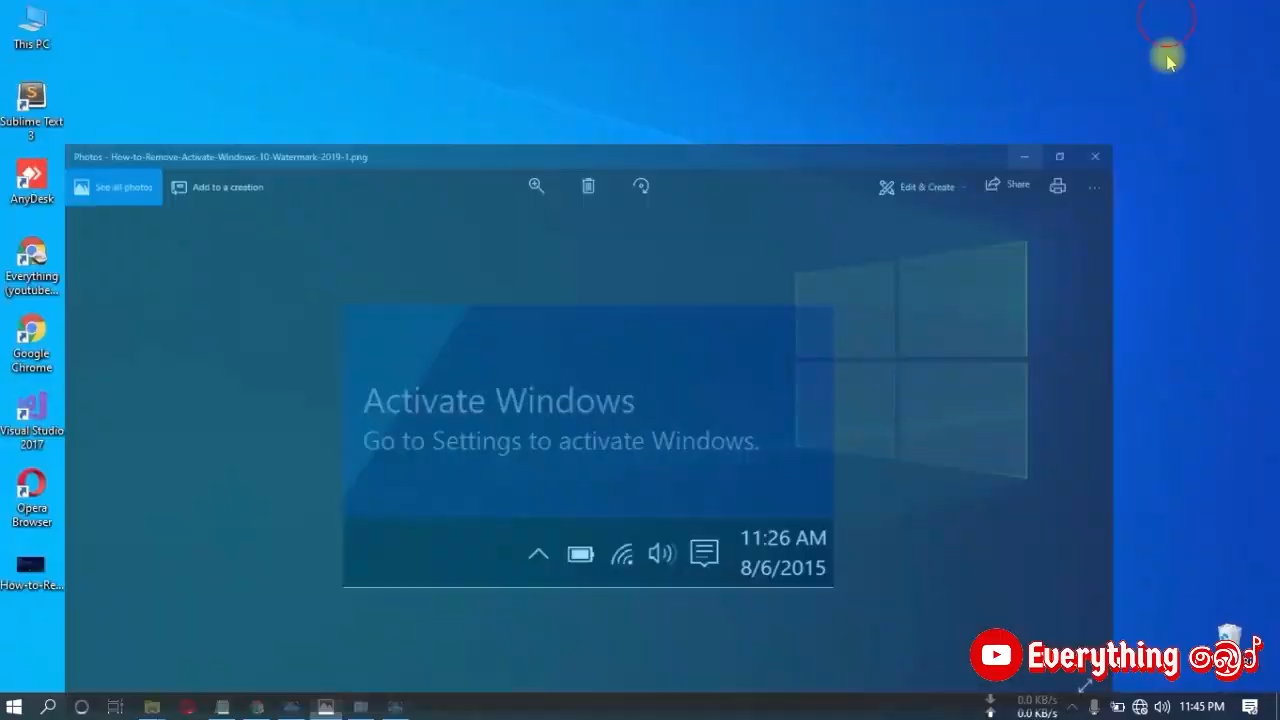 This PC
Sublime Text
3
AnyDesk
Everything
(youtube...
Google
Chrome
Visual Studio
2017
Opera
Browser
How-to-Re...
Photos - How-to-Remove-Activate-Windows-10-Watermark-2019-1.png
See all photos
Add to a creation
Edit & Create
Share
Activate Windows
Go to Settings to activate Windows.
11:26 AM
8/6/2015
Everything
0.0 KB/s
0.0 KB/s
11:45 PM